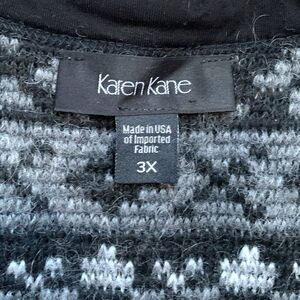 Karen Kane
Made in USA
of Imported
Fabric
3X